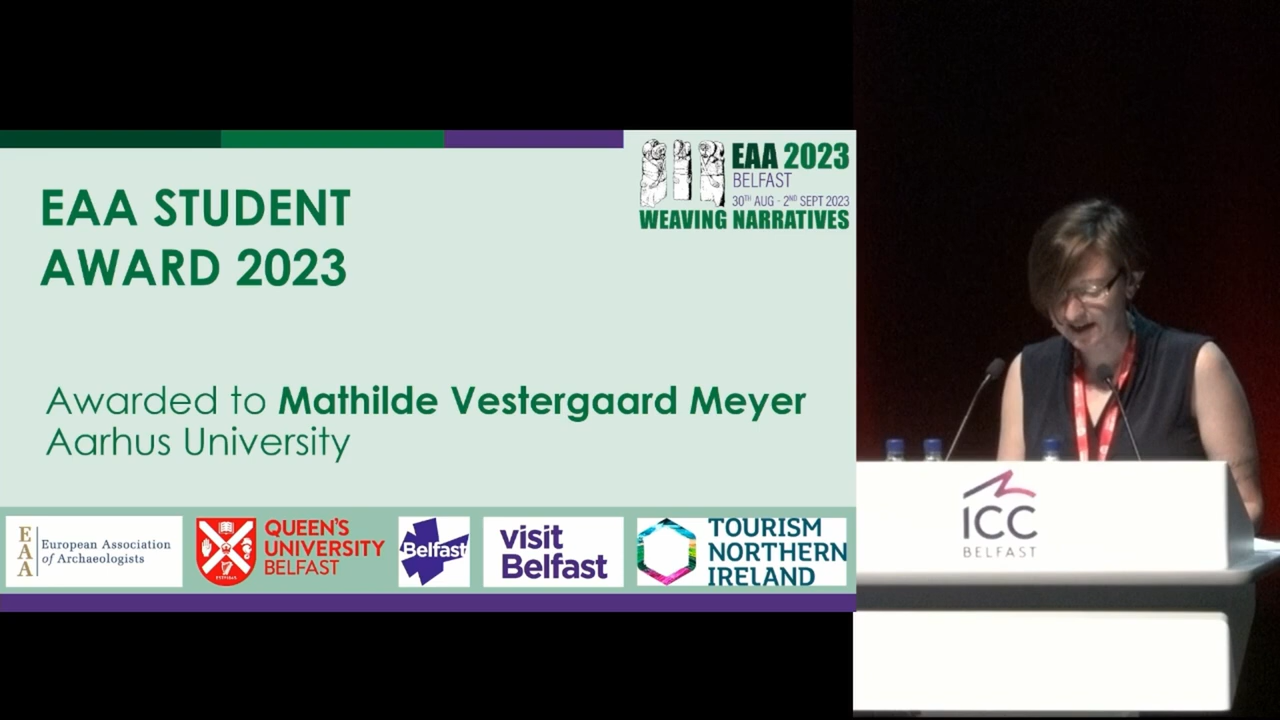 EAA STUDENT
AWARD 2023
EAA 2023
BELFAST
30TH AUG - 2ND SEPT 2023
WEAVING NARRATIVES
Awarded to Mathilde Vestergaard Meyer
Aarhus University
EAA
European Association
of Archaeologists
QUEEN'S
UNIVERSITY
BELFAST
Belfast
visit
Belfast
TOURISM
NORTHERN
IRELAND
ICC
BELFAST